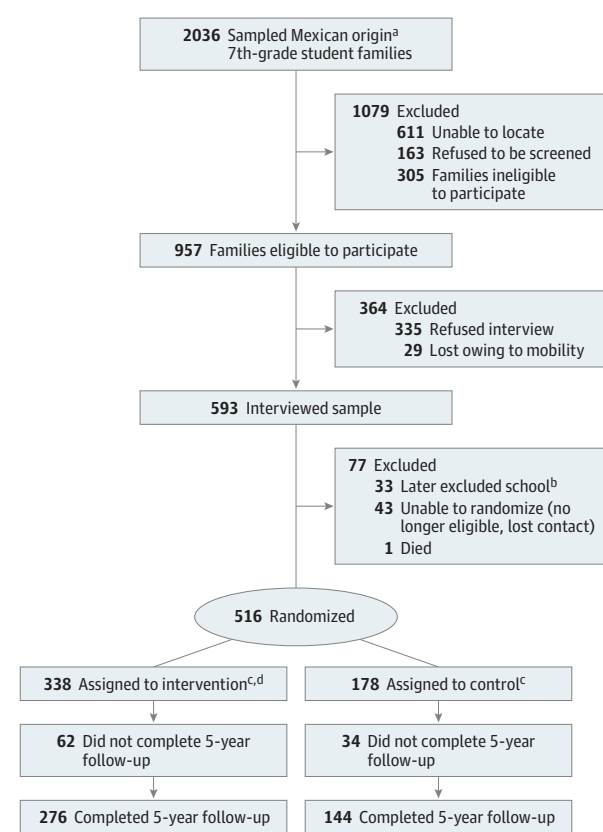 2036 Sampled Mexican originᵃ
7th-grade student families
1079 Excluded
611 Unable to locate
163 Refused to be screened
305 Families ineligible
to participate
957 Families eligible to participate
364 Excluded
335 Refused interview
29 Lost owing to mobility
593 Interviewed sample
77 Excluded
33 Later excluded schoolᵇ
43 Unable to randomize (no
longer eligible, lost contact)
1 Died
516 Randomized
338 Assigned to interventionᶜ,ᵈ
178 Assigned to controlᶜ
62 Did not complete 5-year
follow-up
34 Did not complete 5-year
follow-up
276 Completed 5-year follow-up
144 Completed 5-year follow-up